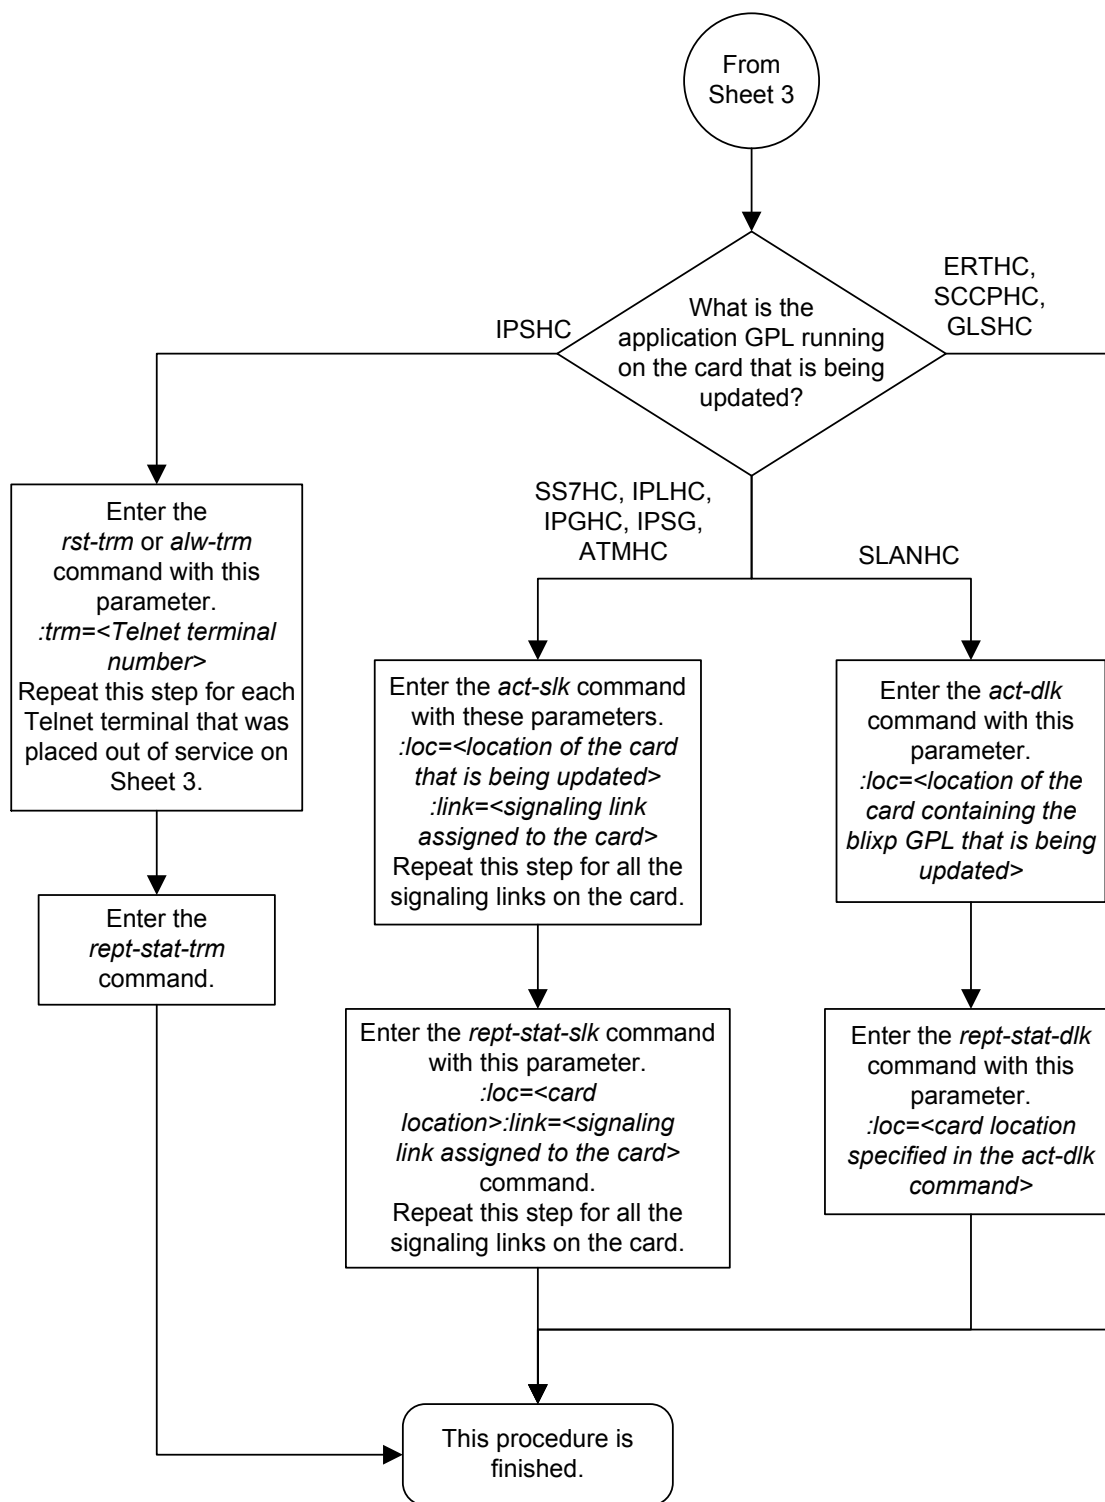 From
Sheet 3
What is the
application GPL running
on the card that is being
updated?
IPSHC
ERTHC,
SCCPHC,
GLSHC
SS7HC, IPLHC,
IPGHC, IPSG,
ATMHC
SLANHC
Enter the
rst-trm or alw-trm
command with this
parameter.
:trm=<Telnet terminal
number>
Repeat this step for each
Telnet terminal that was
placed out of service on
Sheet 3.
Enter the act-slk command
with these parameters.
:loc=<location of the card
that is being updated>
:link=<signaling link
assigned to the card>
Repeat this step for all the
signaling links on the card.
Enter the act-dlk
command with this
parameter.
:loc=<location of the
card containing the
blixp GPL that is being
updated>
Enter the
rept-stat-trm
command.
Enter the rept-stat-slk command
with this parameter.
:loc=<card
location>:link=<signaling
link assigned to the card>
command.
Repeat this step for all the
signaling links on the card.
Enter the rept-stat-dlk
command with this
parameter.
:loc=<card location
specified in the act-dlk
command>
This procedure is
finished.